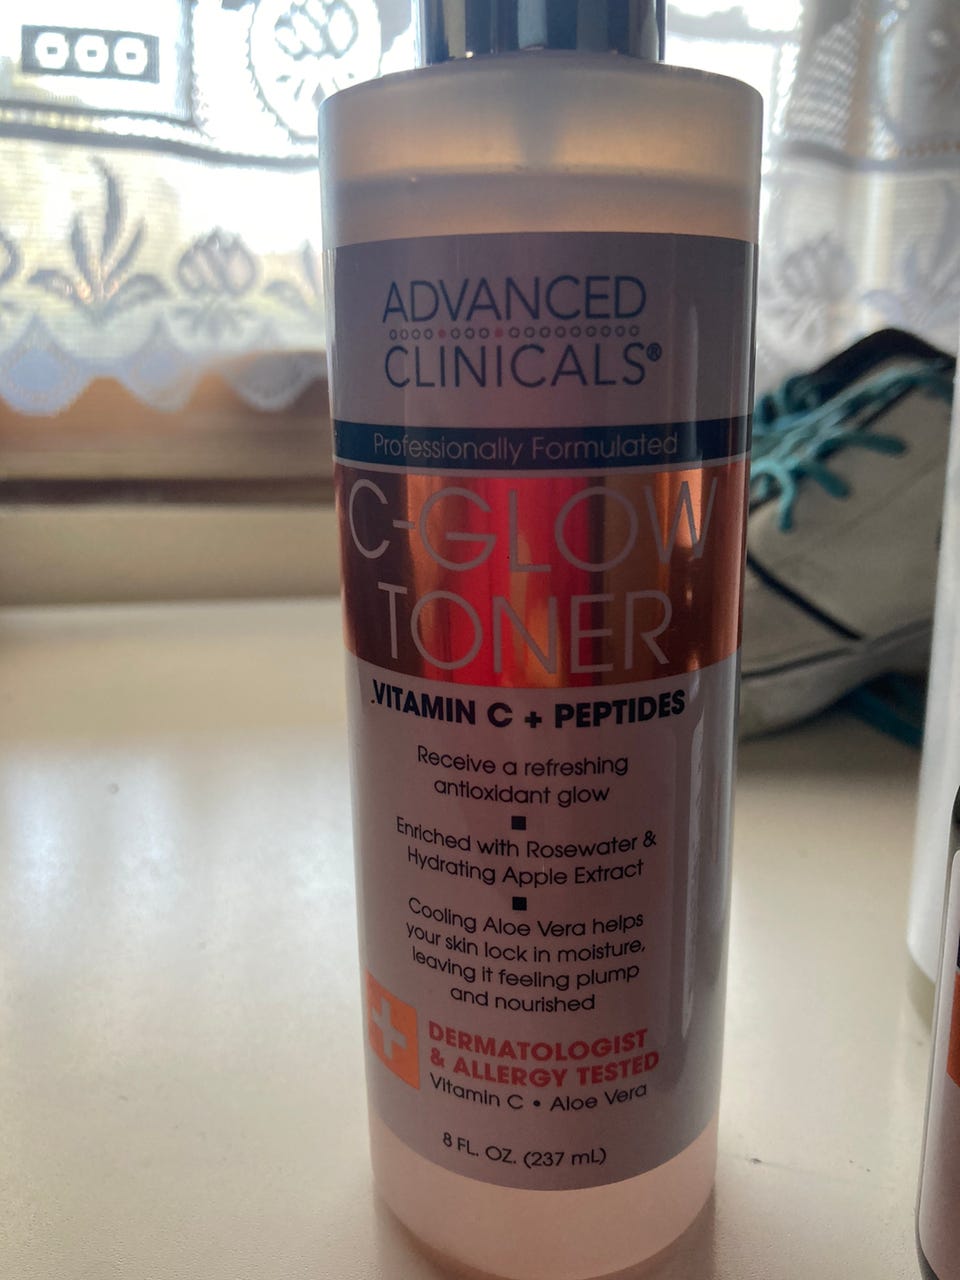 ADVANCED
CLINICALS®
Professionally Formulated
C-GLOW
TONER
VITAMIN C + PEPTIDES
Receive a refreshing
antioxidant glow
Enriched with Rosewater &
Hydrating Apple Extract
Cooling Aloe Vera helps
your skin lock in moisture,
leaving it feeling plump
and nourished
DERMATOLOGIST
& ALLERGY TESTED
Vitamin C • Aloe Vera
8 FL. OZ. (237 mL)